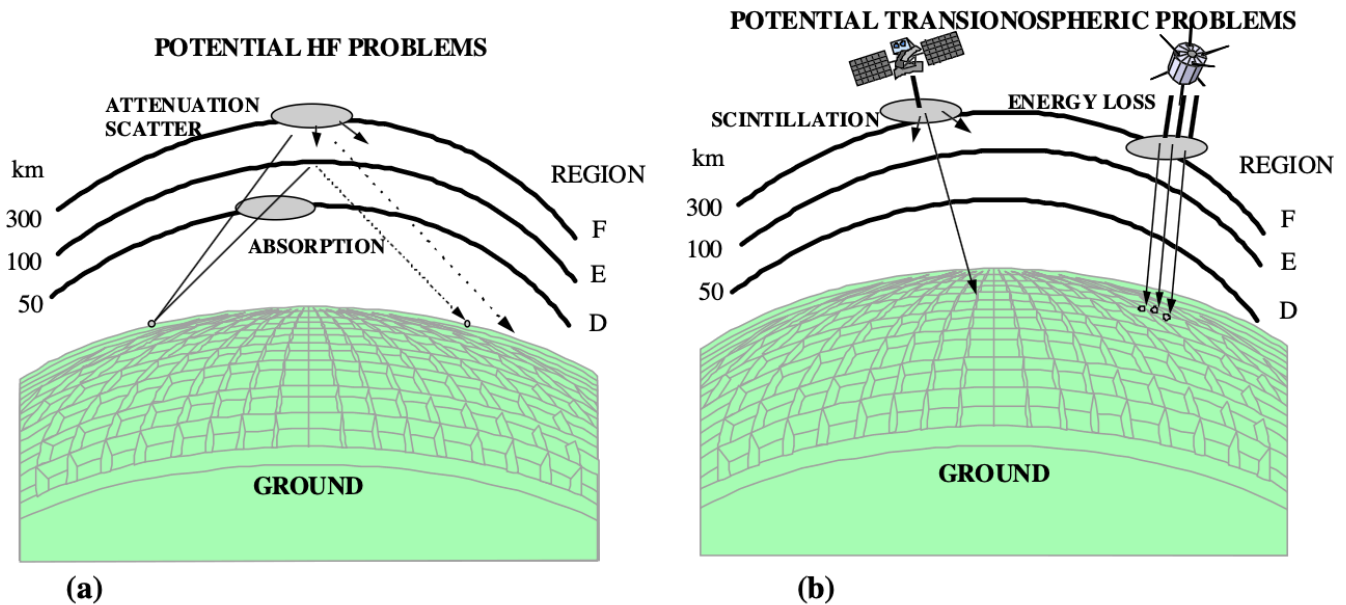 POTENTIAL HF PROBLEMS
ATTENUATION
SCATTER
km
REGION
300
F
100
E
ABSORPTION
50
D
GROUND
(a)
POTENTIAL TRANSIONOSPHERIC PROBLEMS
ENERGY LOSS
SCINTILLATION
km
REGION
300
F
100
E
50
D
GROUND
(b)